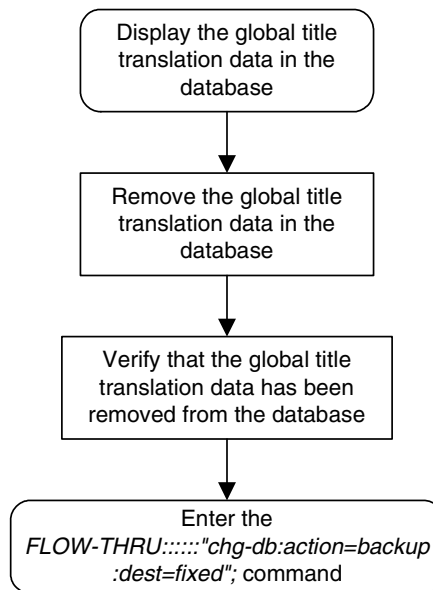 Display the global title
translation data in the
database
Remove the global title
translation data in the
database
Verify that the global title
translation data has been
removed from the database
Enter the
FLOW-THRU::::::"chg-db:action=backup
:dest=fixed"; command